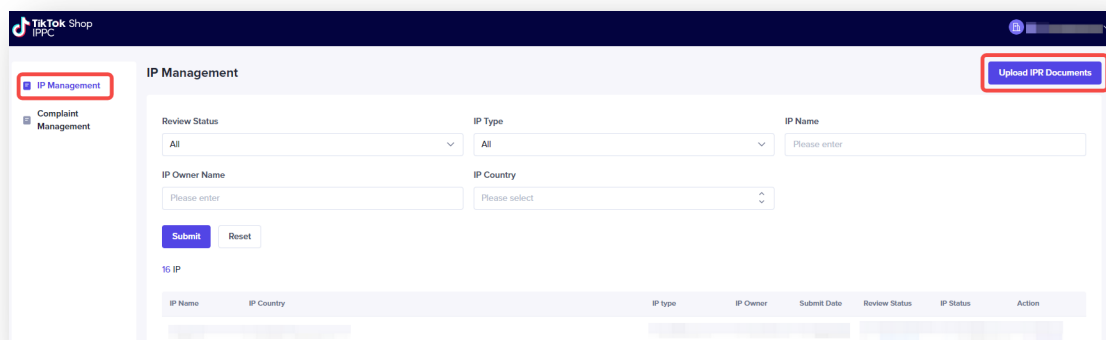 TikTok Shop
IPPC
IP Management
Upload IPR Documents
IP Management
Complaint
Management
Review Status
IP Type
IP Name
All
All
Please enter
IP Owner Name
IP Country
Please enter
Please select
Submit
Reset
16 IP
IP Name
IP Country
IP type
IP Owner
Submit Date
Review Status
IP Status
Action